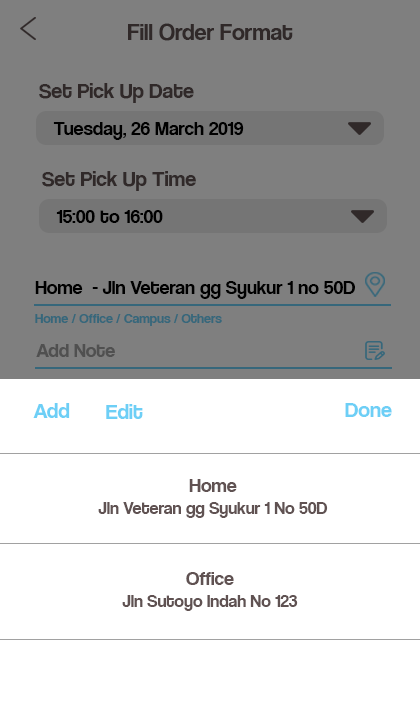 Fill Order Format
Set Pick Up Date
Tuesday, 26 March 2019
Set Pick Up Time
15:00 to 16:00
Home - Jln Veteran gg Syukur 1 no 50D
Home / Office / Campus / Others
Add Note
Add Edit Done
Home
Jln Veteran gg Syukur 1 No 50D
Office
Jln Sutoyo Indah No 123